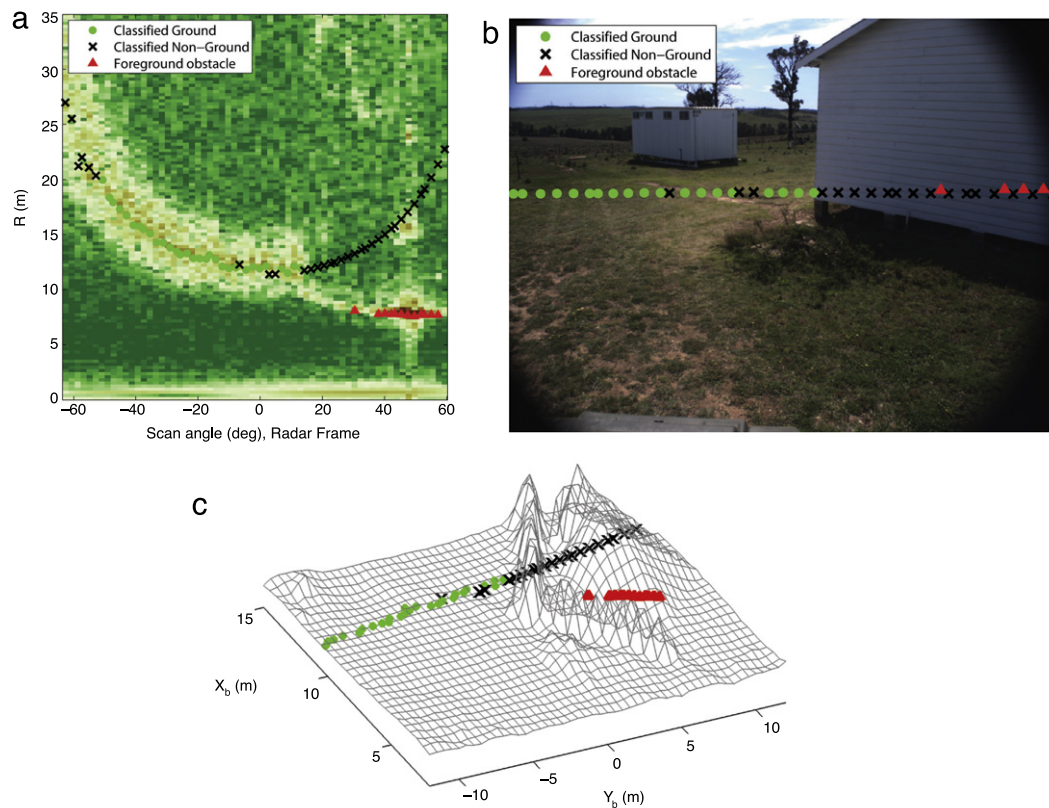 a
35
30
25
20
15
10
5
0
R (m)
Classified Ground
Classified Non−Ground
Foreground obstacle
−60
−40
−20
0
20
40
60
Scan angle (deg), Radar Frame
b
Classified Ground
Classified Non−Ground
Foreground obstacle
c
15
10
5
X_b (m)
−10
−5
0
5
10
Y_b (m)